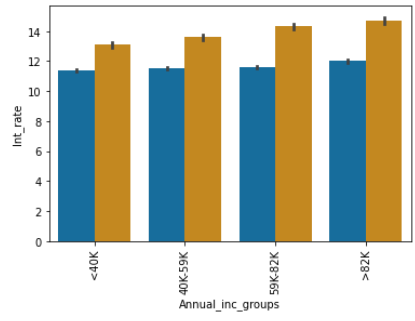 Int_rate
14
12
10
8
6
4
2
0
<40K
40K-59K
59K-82K
>82K
Annual_inc_groups